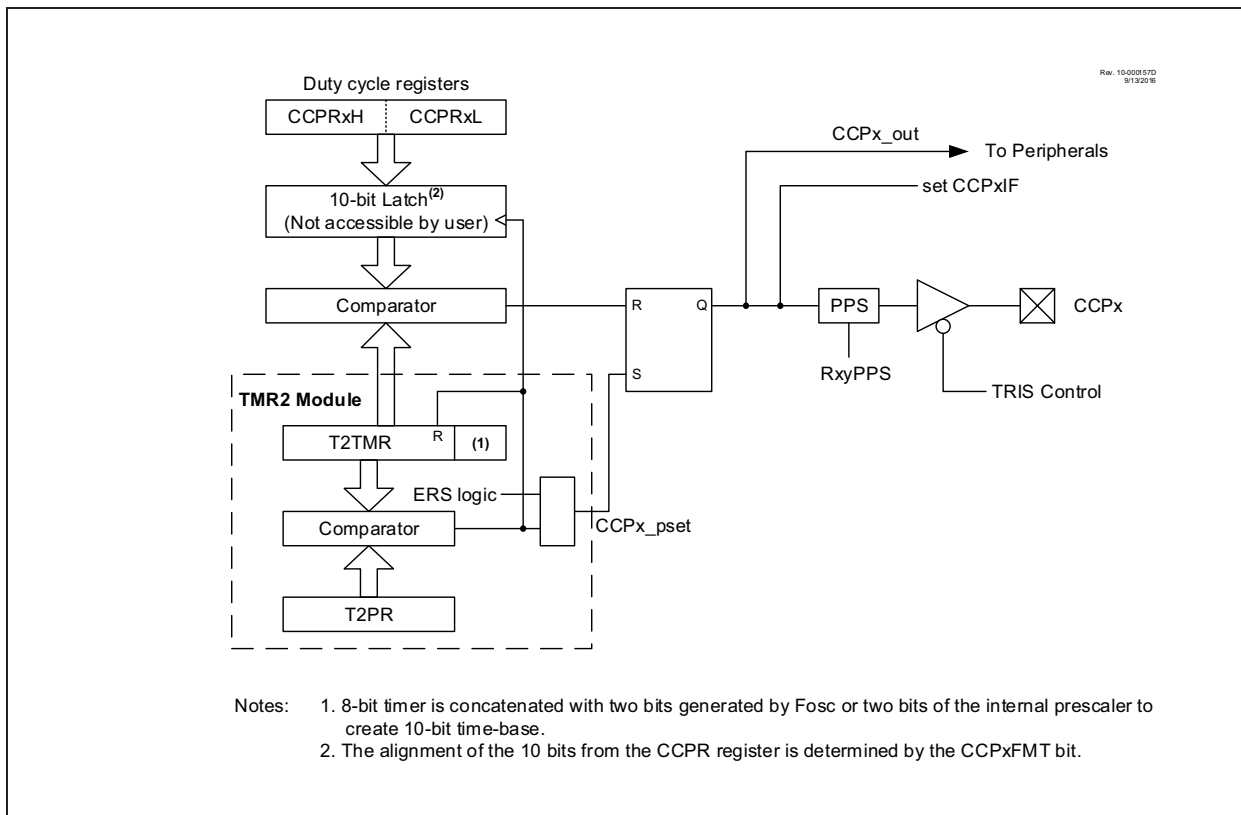 Rev. 10-000157D
9/13/2016
Duty cycle registers
CCPRxH CCPRxL
CCPx_out
To Peripherals
set CCPxIF
10-bit Latch(2)
(Not accessible by user)
Comparator
R Q
S
PPS
CCPx
RxyPPS
TRIS Control
TMR2 Module
R
T2TMR (1)
ERS logic
CCPx_pset
Comparator
T2PR
Notes: 1. 8-bit timer is concatenated with two bits generated by Fosc or two bits of the internal prescaler to
create 10-bit time-base.
2. The alignment of the 10 bits from the CCPR register is determined by the CCPxFMT bit.